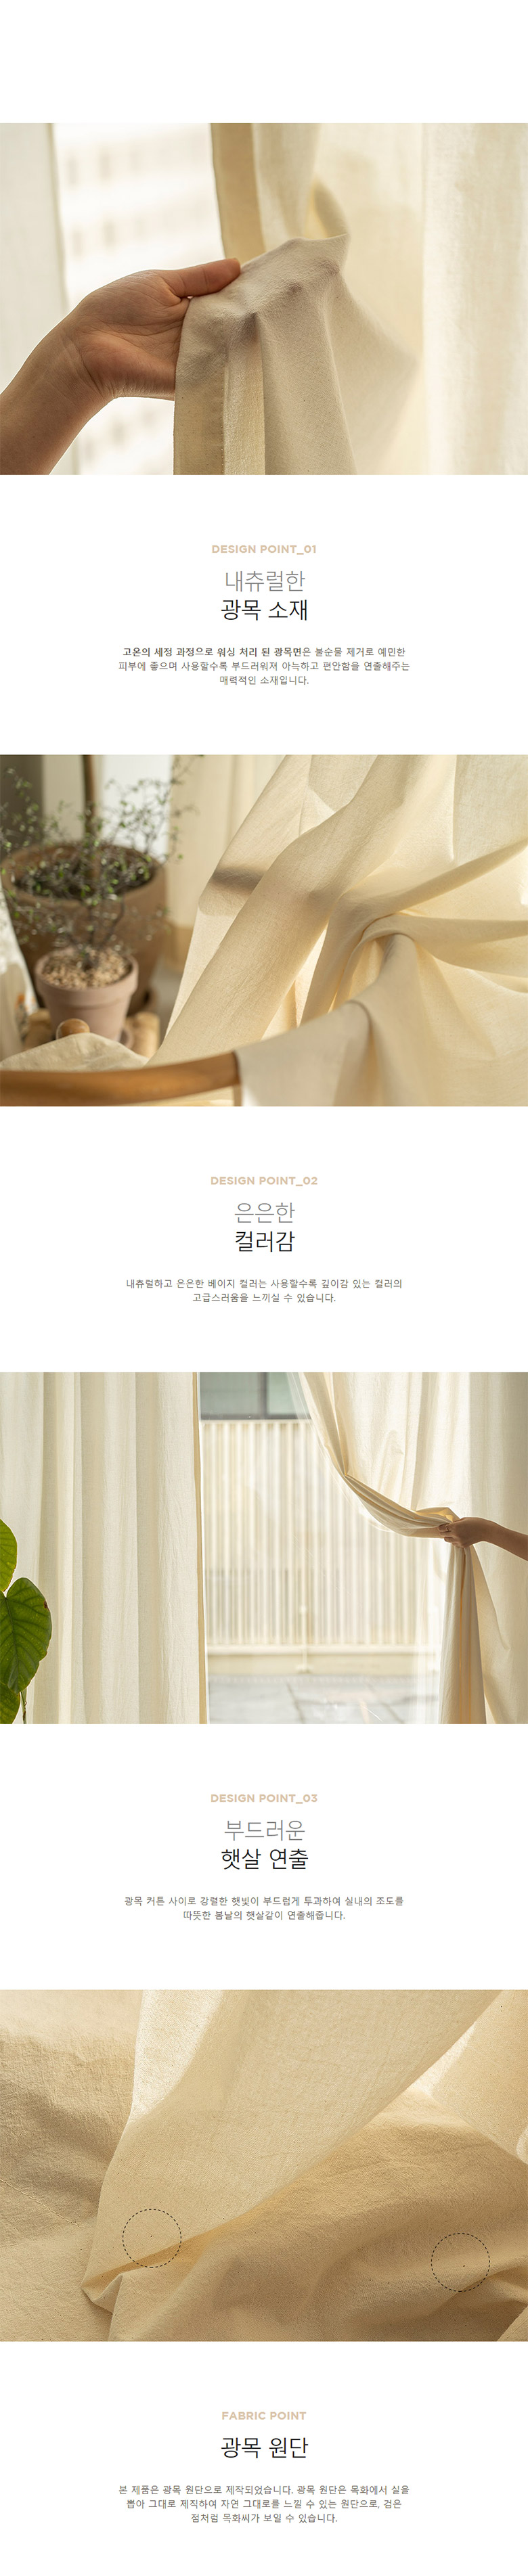 DESIGN POINT_01
내츄럴한
광목 소재
고온의 세정 과정으로 워싱 처리 된 광목면은 불순물 제거로 예민한
피부에 좋으며 사용할수록 부드러워져 아늑하고 편안함을 연출해주는
매력적인 소재입니다.
DESIGN POINT_02
은은한
컬러감
내츄럴하고 은은한 베이지 컬러는 사용할수록 깊이감 있는 컬러의
고급스러움을 느끼실 수 있습니다.
DESIGN POINT_03
부드러운
햇살 연출
광목 커튼 사이로 강렬한 햇빛이 부드럽게 투과하여 실내의 조도를
따뜻한 봄날의 햇살같이 연출해줍니다.
FABRIC POINT
광목 원단
본 제품은 광목 원단으로 제작되었습니다. 광목 원단은 목화에서 실을
뽑아 그대로 제직하여 자연 그대로를 느낄 수 있는 원단으로, 검은
점처럼 목화씨가 보일 수 있습니다.